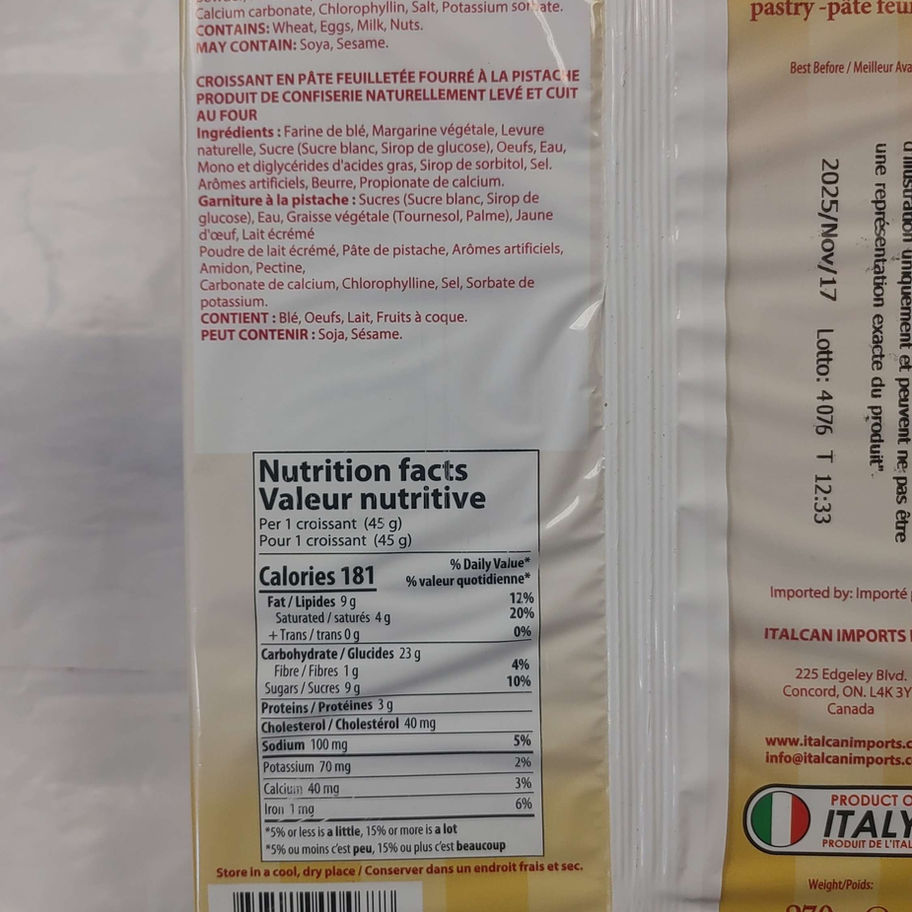 Calcium carbonate, Chlorophyllin, Salt, Potassium sorbate.
CONTAINS: Wheat, Eggs, Milk, Nuts.
MAY CONTAIN: Soya, Sesame.
CROISSANT EN PÂTE FEUILLETÉE FOURRÉ À LA PISTACHE
PRODUIT DE CONFISERIE NATURELLEMENT LEVÉ ET CUIT
AU FOUR
Ingrédients : Farine de blé, Margarine végétale, Levure
naturelle, Sucre (Sucre blanc, Sirop de glucose), Oeufs, Eau,
Mono et diglycérides d'acides gras, Sirop de sorbitol, Sel.
Arômes artificiels, Beurre, Propionate de calcium.
Garniture à la pistache : Sucres (Sucre blanc, Sirop de
glucose), Eau, Graisse végétale (Tournesol, Palme), Jaune
d'œuf, Lait écrémé
Poudre de lait écrémé, Pâte de pistache, Arômes artificiels,
Amidon, Pectine,
Carbonate de calcium, Chlorophylline, Sel, Sorbate de
potassium.
CONTIENT : Blé, Oeufs, Lait, Fruits à coque.
PEUT CONTENIR : Soja, Sésame.
Nutrition facts
Valeur nutritive
Per 1 croissant (45 g)
Pour 1 croissant (45 g)
% Daily Value*
Calories 181 % valeur quotidienne*
Fat / Lipides 9 g 12%
Saturated / saturés 4 g 20%
+ Trans / trans 0 g 0%
Carbohydrate / Glucides 23 g
Fibre / Fibres 1 g 4%
Sugars / Sucres 9 g 10%
Proteins / Protéines 3 g
Cholesterol / Cholestérol 40 mg
Sodium 100 mg 5%
Potassium 70 mg 2%
Calcium 40 mg 3%
Iron 1 mg 6%
*5% or less is a little, 15% or more is a lot
*5% ou moins c'est peu, 15% ou plus c'est beaucoup
Store in a cool, dry place / Conserver dans un endroit frais et sec.
pastry -pâte
Best Before / Meilleur
d'illustration uniquement et peuvent ne pas être
une représentation exacte du produit".
2025/Nov/17 Lotto: 4076 T 12:33
Imported by: Importé
ITALCAN IMPORTS
225 Edgeley Blvd.
Concord, ON. L4K 3Y
Canada
www.italcanimports.c
info@italcanimports.c
PRODUCT O
ITALY
PRODUIT DE L'ITAL
Weight/Poids: